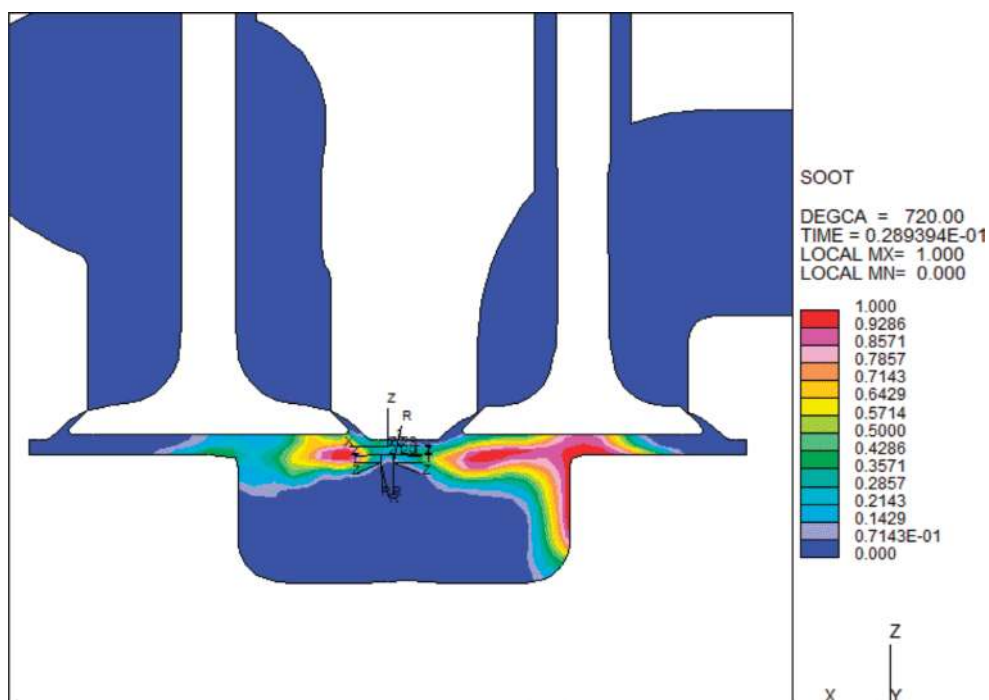 SOOT
DEGCA = 720.00
TIME = 0.289394E-01
LOCAL MX= 1.000
LOCAL MN= 0.000
1.000
0.9286
0.8571
0.7857
0.7143
0.6429
0.5714
0.5000
0.4286
0.3571
0.2857
0.2143
0.1429
0.7143E-01
0.000
Z
R
X
Z
Z
Z
X
Y